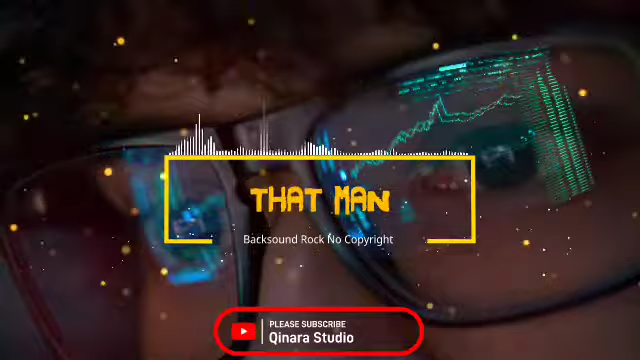 THAT MAN
Backsound Rock No Copyright
PLEASE SUBSCRIBE
Qinara Studio